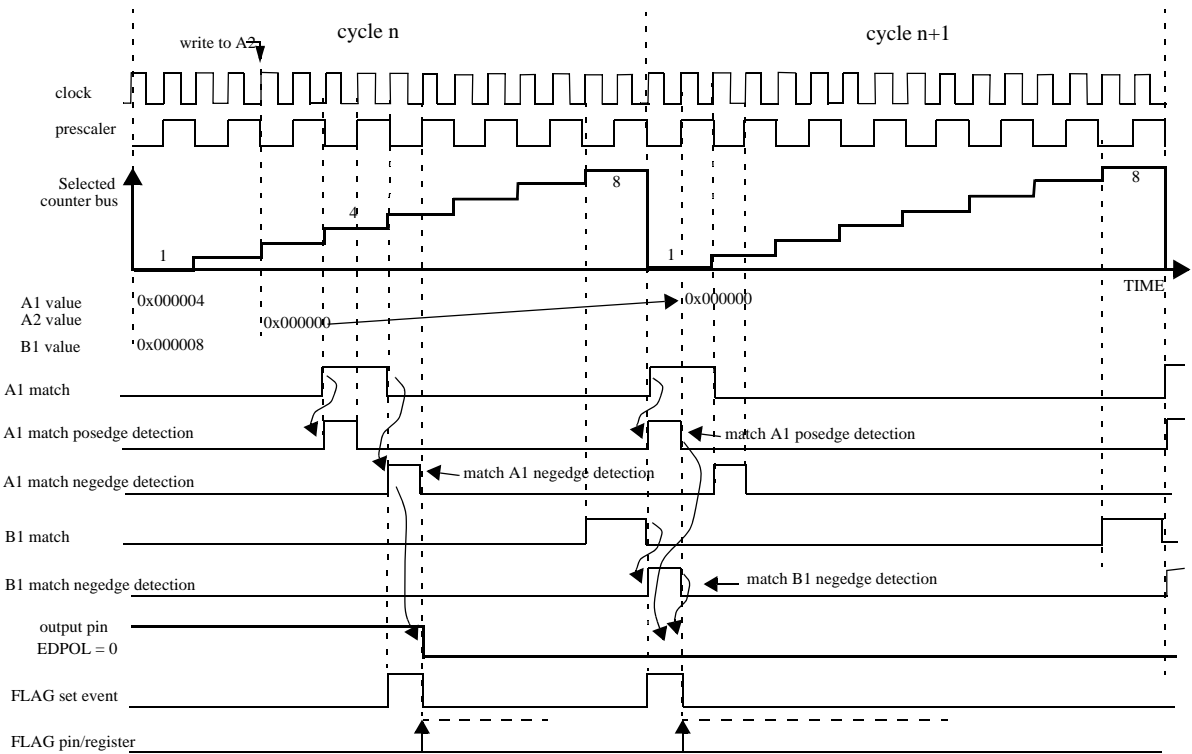 cycle n
cycle n+1
write to A2
clock
prescaler
Selected
counter bus
1
4
8
1
8
TIME
A1 value
0x000004
0x000000
A2 value
0x000000
B1 value
0x000008
A1 match
A1 match posedge detection
match A1 posedge detection
A1 match negedge detection
match A1 negedge detection
B1 match
B1 match negedge detection
match B1 negedge detection
output pin
EDPOL = 0
FLAG set event
FLAG pin/register